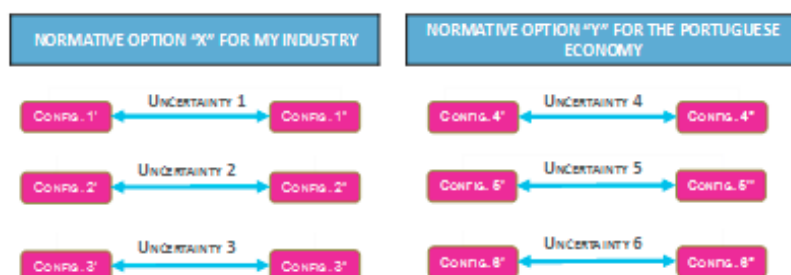 NORMATIVE OPTION "X" FOR MY INDUSTRY
UNCERTAINTY 1
CONFIG. 1' CONFIG. 1"
UNCERTAINTY 2
CONFIG. 2' CONFIG. 2"
UNCERTAINTY 3
CONFIG. 3' CONFIG. 3"
NORMATIVE OPTION "Y" FOR THE PORTUGUESE
ECONOMY
UNCERTAINTY 4
CONFIG. 4' CONFIG. 4"
UNCERTAINTY 5
CONFIG. 5' CONFIG. 5"
UNCERTAINTY 6
CONFIG. 6' CONFIG. 6"